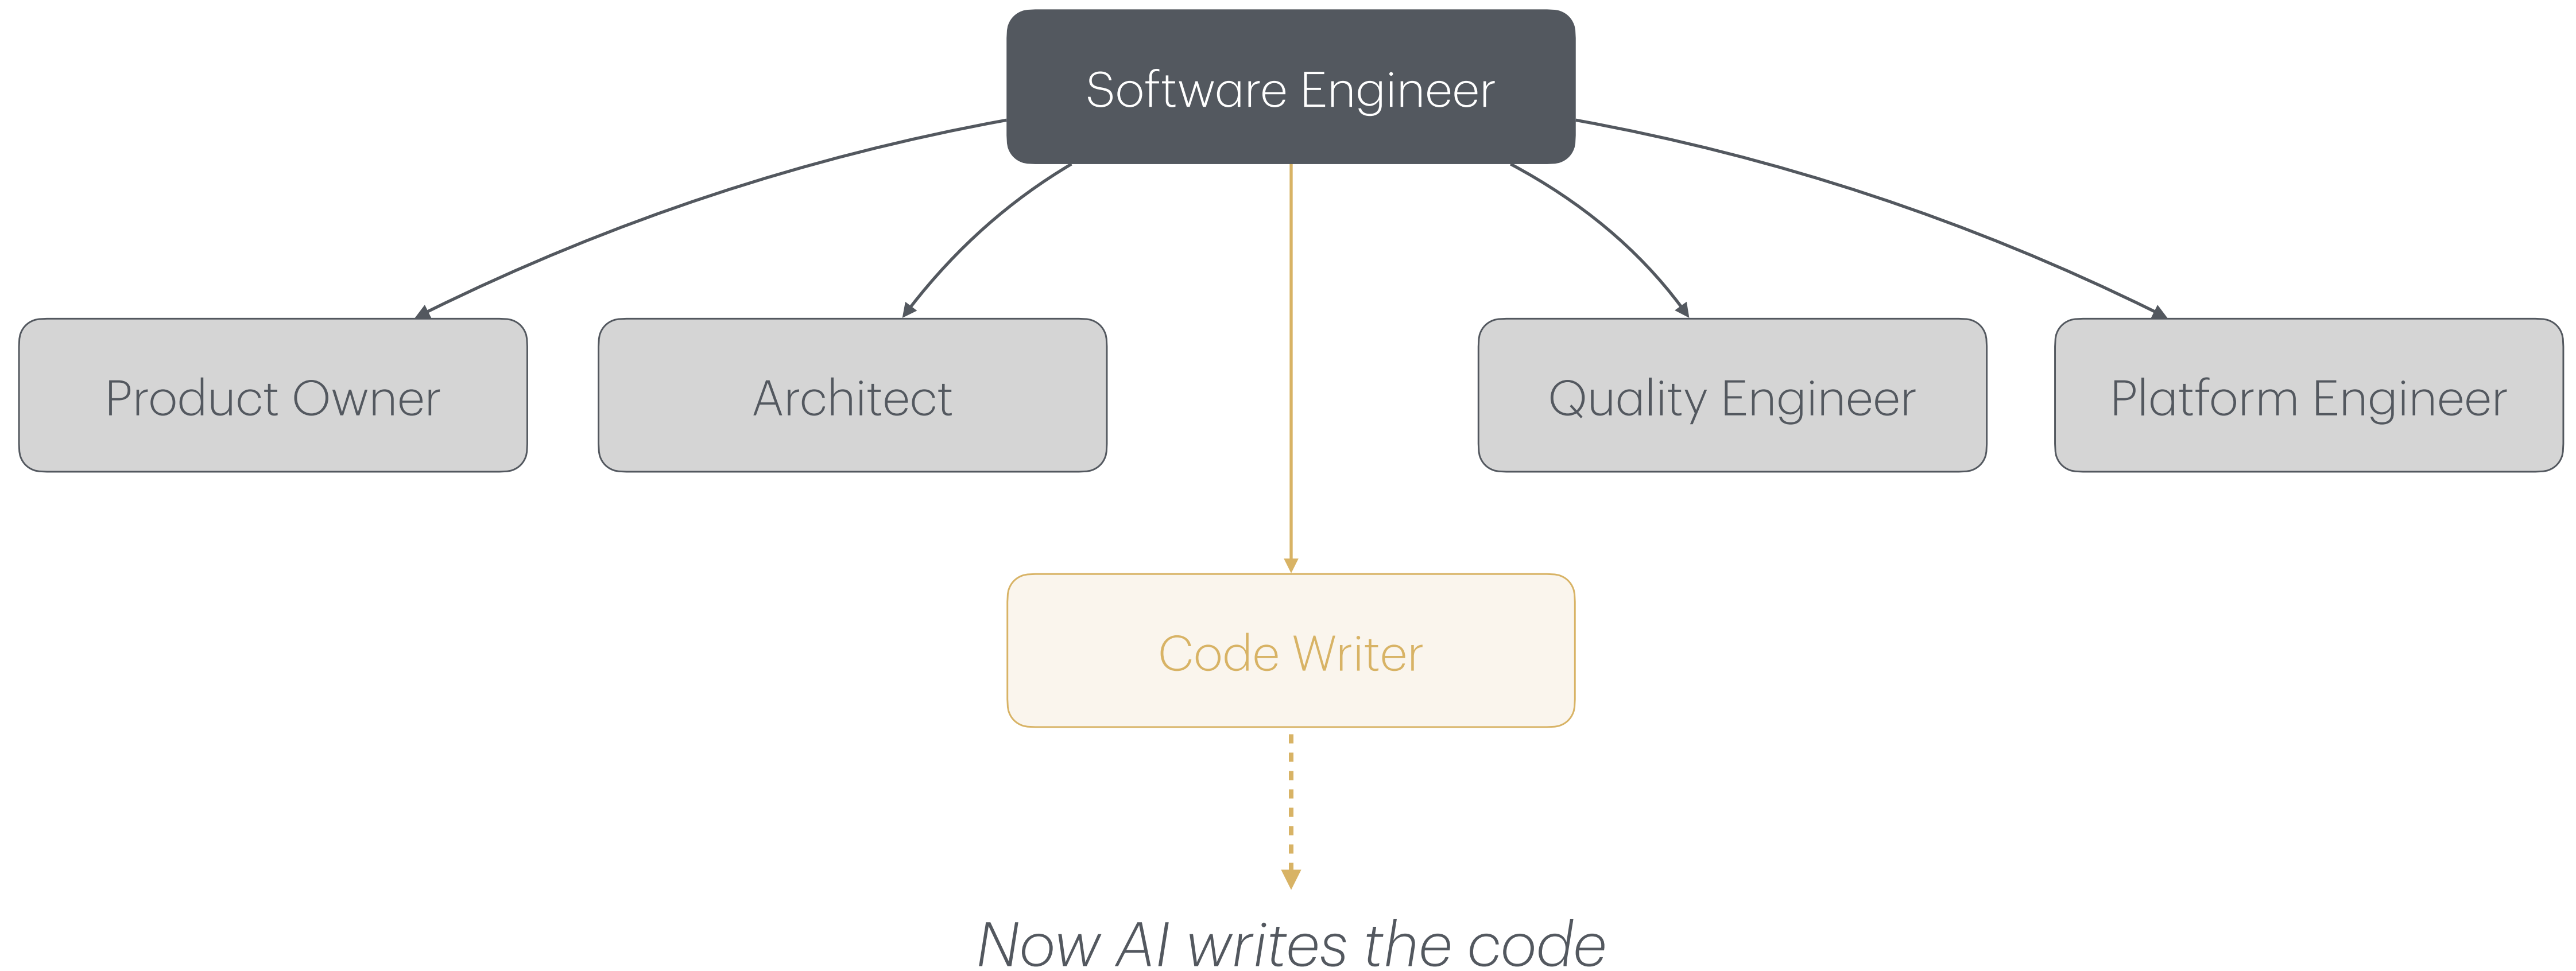 Software Engineer
Product Owner
Architect
Quality Engineer
Platform Engineer
Code Writer
Now AI writes the code